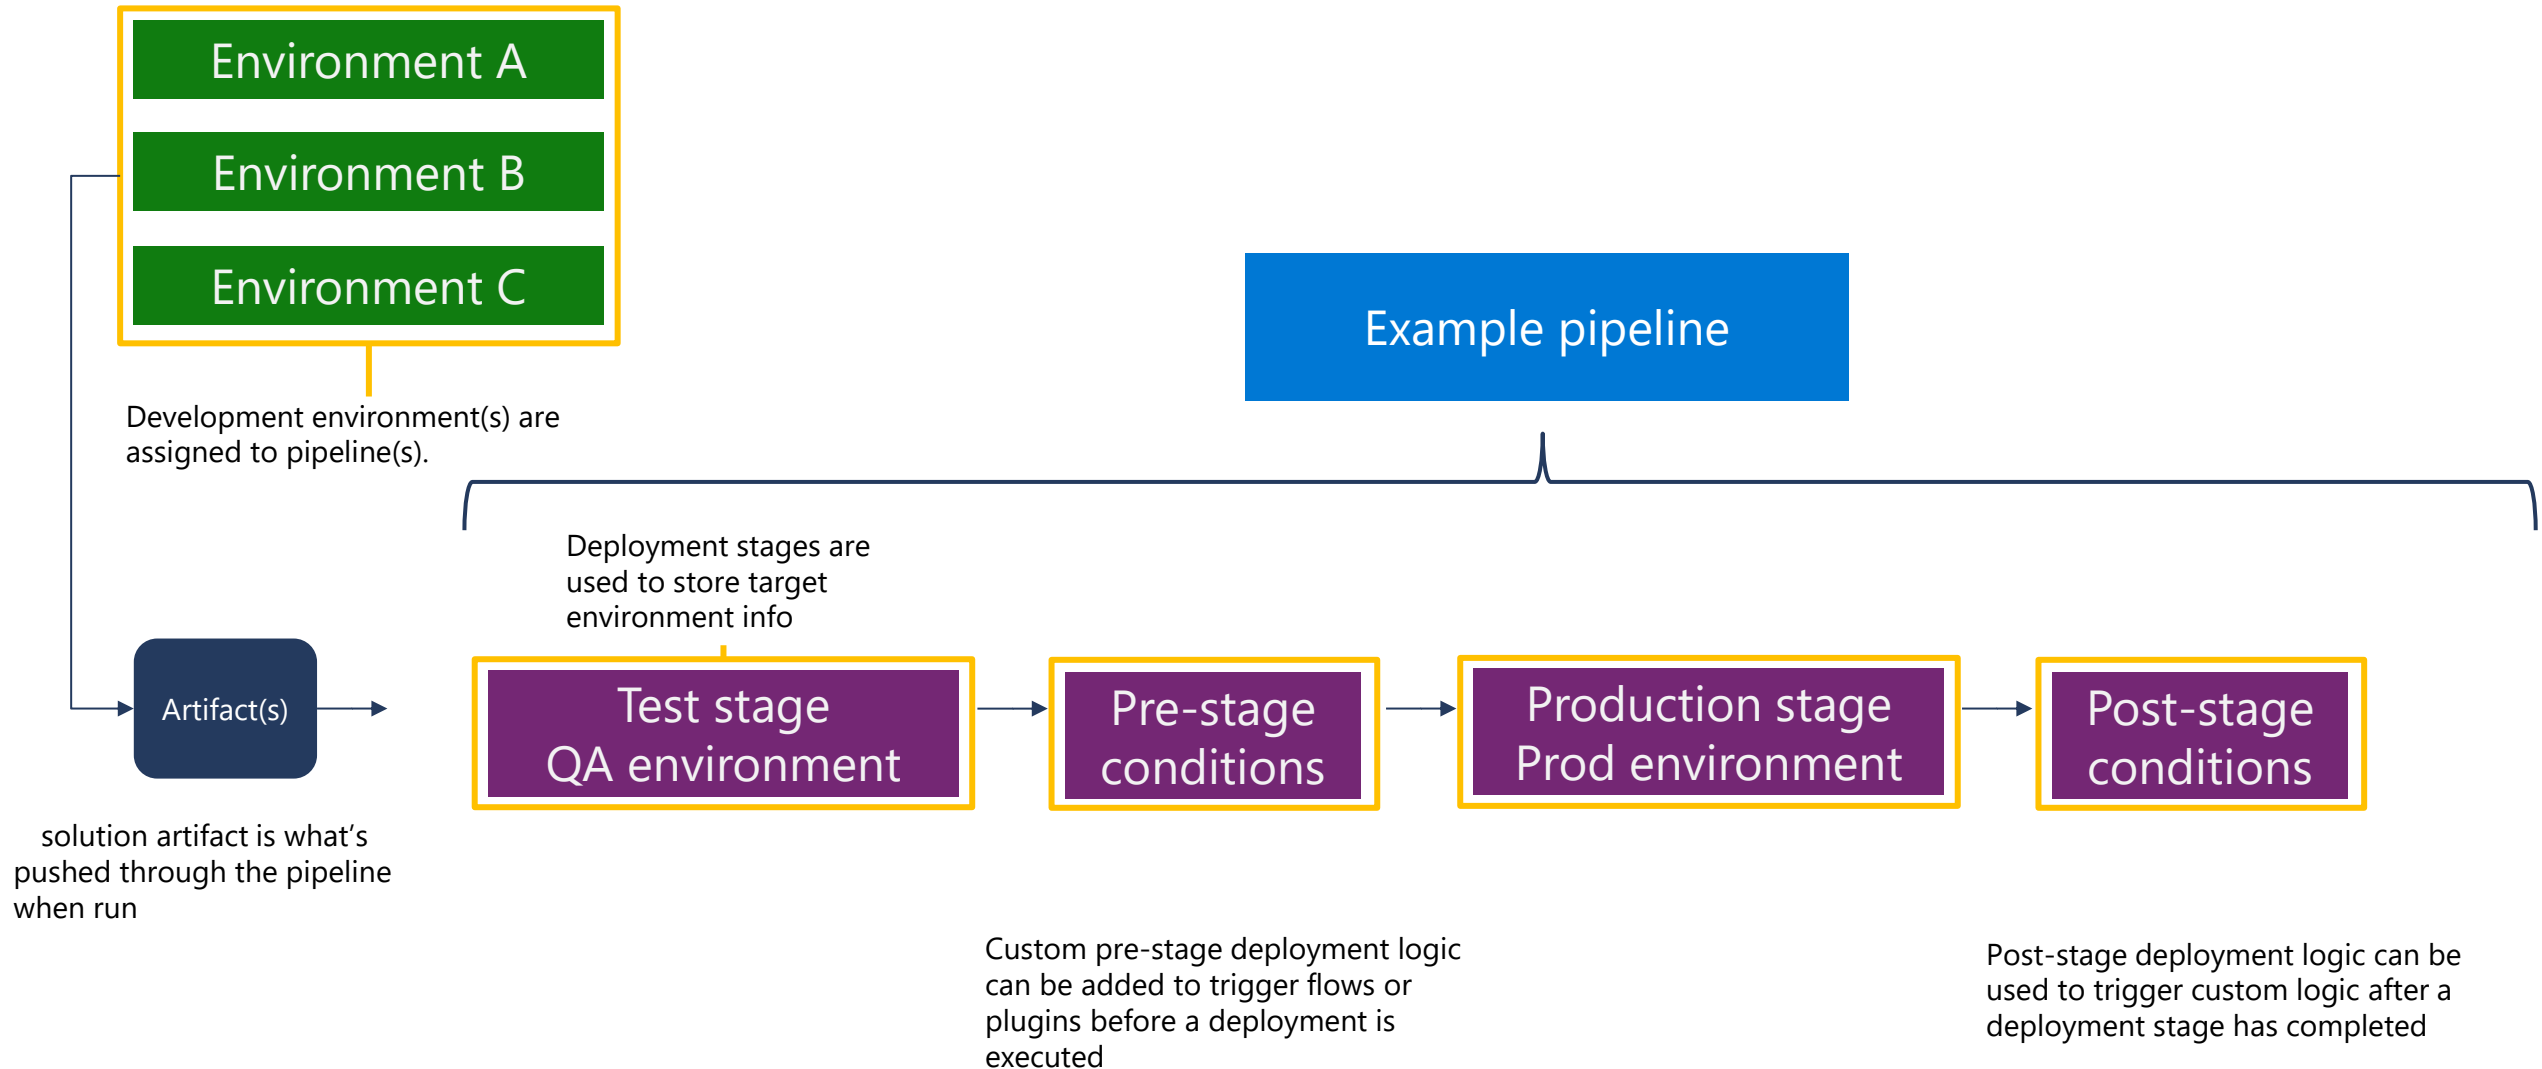 Environment A
Environment B
Environment C
Development environment(s) are
assigned to pipeline(s).
Example pipeline
Deployment stages are
used to store target
environment info
Artifact(s)
Test stage
QA environment
Pre-stage
conditions
Production stage
Prod environment
Post-stage
conditions
solution artifact is what’s
pushed through the pipeline
when run
Custom pre-stage deployment logic
can be added to trigger flows or
plugins before a deployment is
executed
Post-stage deployment logic can be
used to trigger custom logic after a
deployment stage has completed